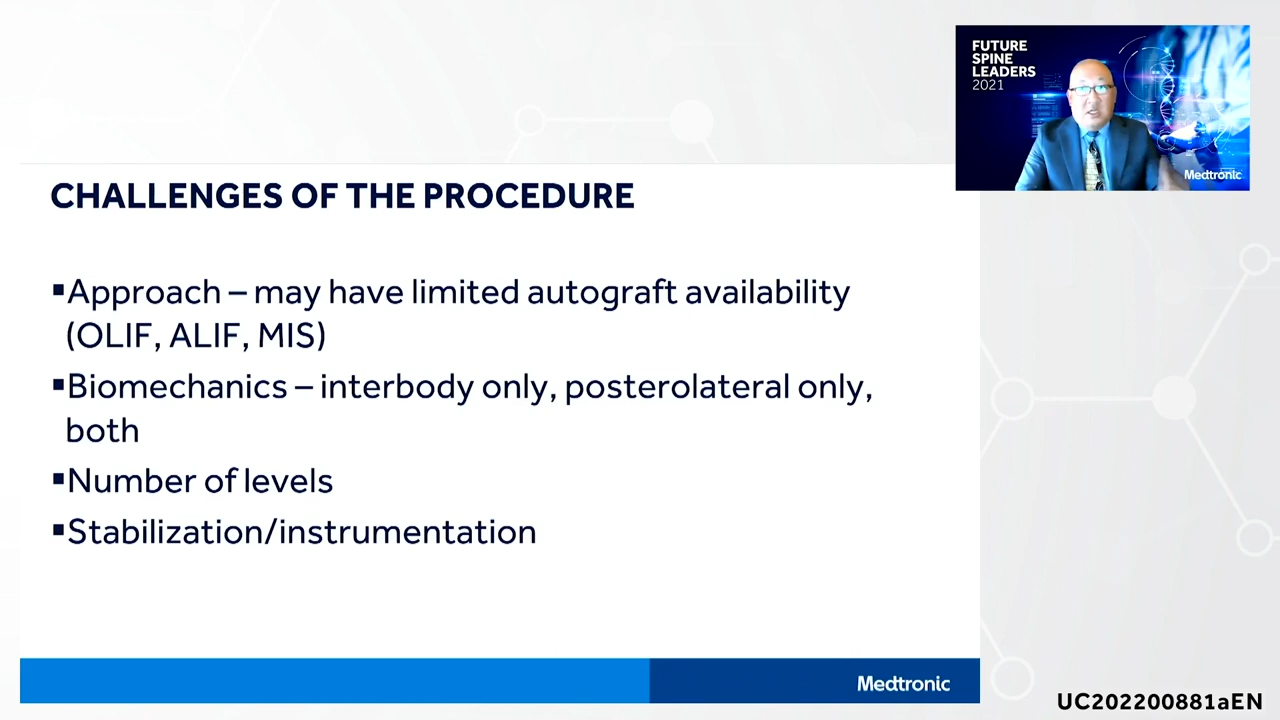 FUTURE
SPINE
LEADERS
2021
Medtronic
CHALLENGES OF THE PROCEDURE
▪Approach – may have limited autograft availability
(OLIF, ALIF, MIS)
▪Biomechanics – interbody only, posterolateral only,
both
▪Number of levels
▪Stabilization/instrumentation
Medtronic
UC202200881aEN